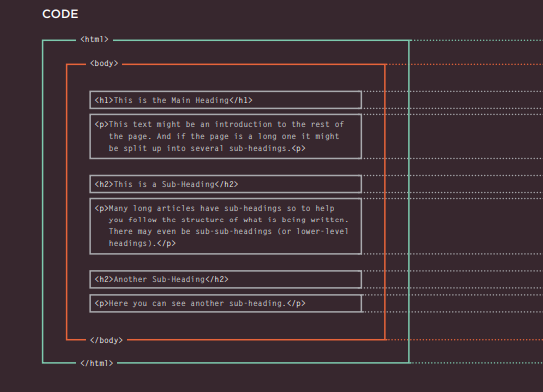 CODE
<html>
<body>
<h1>This is the Main Heading</h1>
<p>This text might be an introduction to the rest of
the page. And if the page is a long one it might
be split up into several sub-headings.<p>
<h2>This is a Sub-Heading</h2>
<p>Many long articles have sub-headings so to help
you follow the structure of what is being written.
There may even be sub-sub-headings (or lower-level
headings).</p>
<h2>Another Sub-Heading</h2>
<p>Here you can see another sub-heading.</p>
</body>
</html>